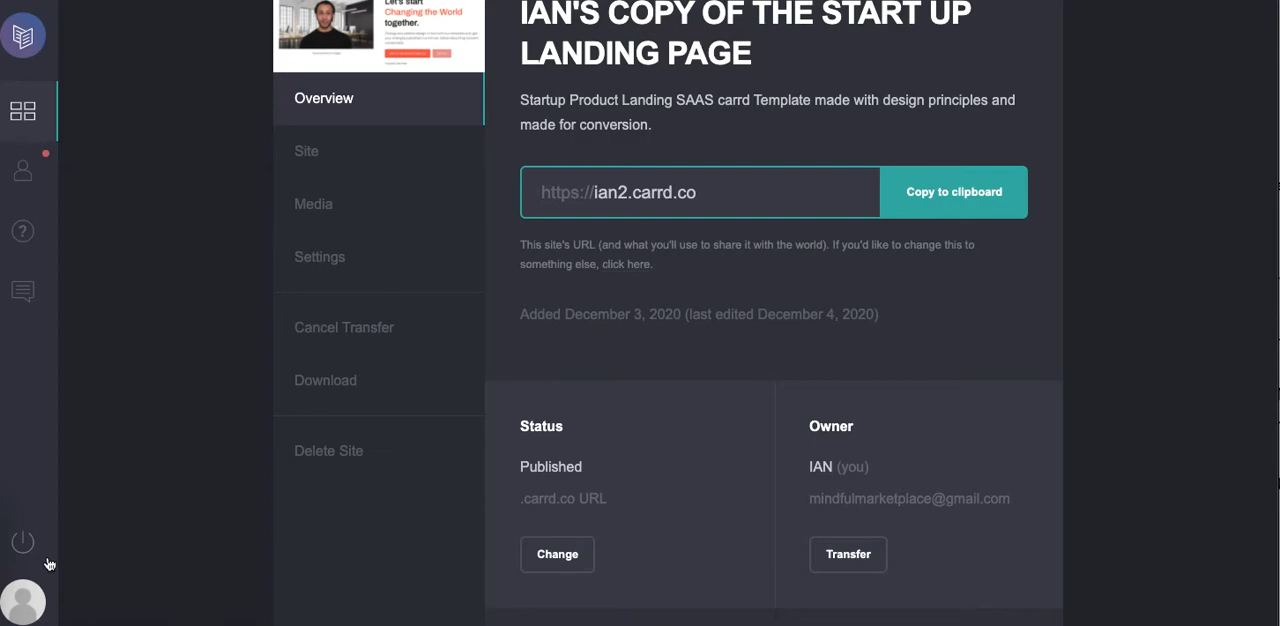 Let's start
Changing the World
together.
IAN'S COPY OF THE START UP
LANDING PAGE
Startup Product Landing SAAS carrd Template made with design principles and
made for conversion.
https://ian2.carrd.co
Copy to clipboard
This site's URL (and what you'll use to share it with the world). If you'd like to change this to
something else, click here.
Added December 3, 2020 (last edited December 4, 2020)
Overview
Site
Media
Settings
Cancel Transfer
Download
Delete Site
Status
Published
.carrd.co URL
Change
Owner
IAN (you)
mindfulmarketplace@gmail.com
Transfer
?